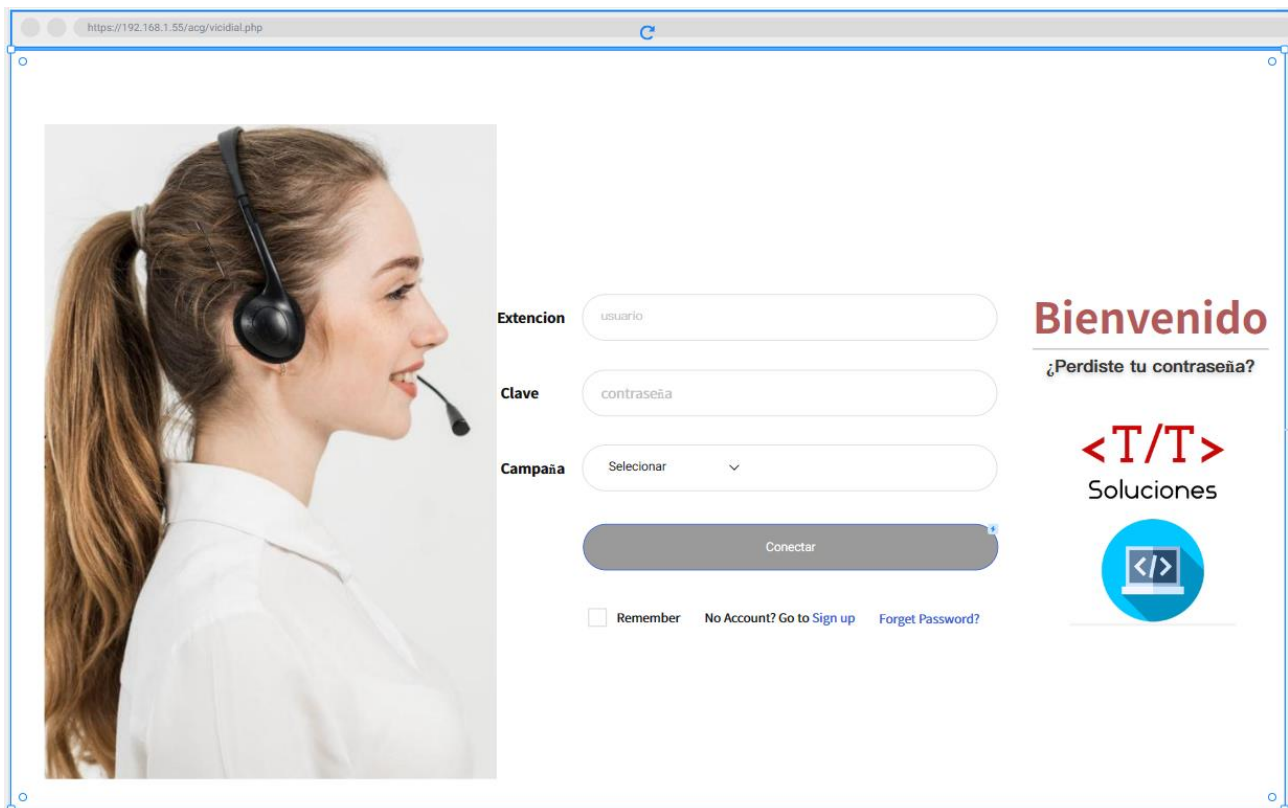 https://192.168.1.55/acg/vicidial.php
Extencion
usuario
Clave
contraseña
Campaña
Selecionar
Conectar
Remember
No Account? Go to Sign up
Forget Password?
Bienvenido
¿Perdiste tu contraseña?
<T/T>
Soluciones
</>